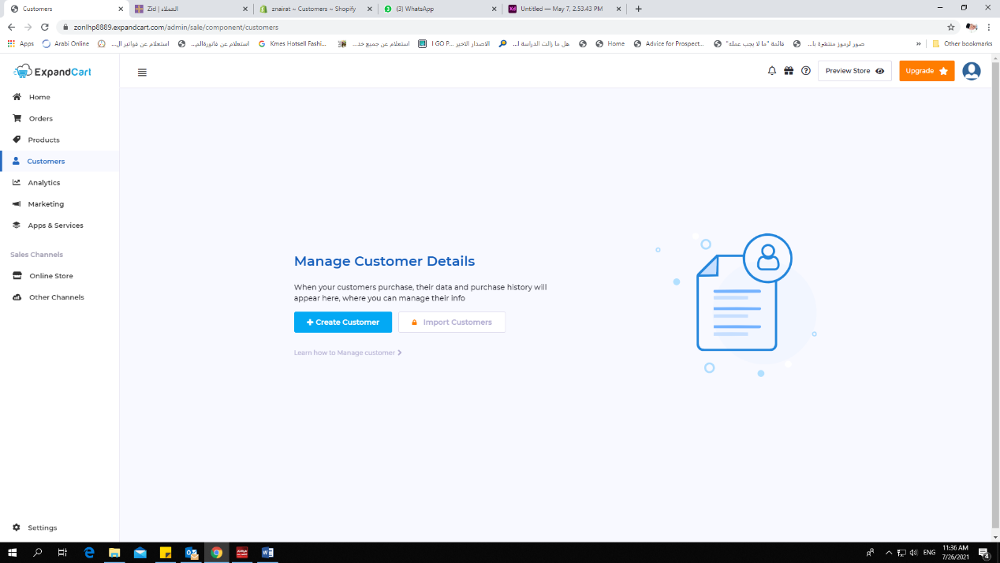 Customers
Zid | العملاء
znairat ~ Customers ~ Shopify
(3) WhatsApp
Xd
Untitled — May 7, 2.53.43 PM
zonlhp8889.expandcart.com/admin/sale/component/customers
Apps
Arabi Online
استعلام عن فواتير ال...
استعلام عن فاتورةالم...
Kmes Hotsell Fashi...
استعلام عن جميع خد...
I GO P... الاصدار الاخير
هل ما زالت الدراسة ا...
Home
Advice for Prospect...
قائمة "ما لا يجب عمله"
صور لرموز منتشرة با...
»
Other bookmarks
ExpandCart
Preview Store
Upgrade
Home
Orders
Products
Customers
Analytics
Marketing
Apps & Services
Sales Channels
Online Store
Other Channels
Settings
Manage Customer Details
When your customers purchase, their data and purchase history will
appear here, where you can manage their info
+ Create Customer
Import Customers
Learn how to Manage customer
ENG
11:36 AM
7/26/2021
4